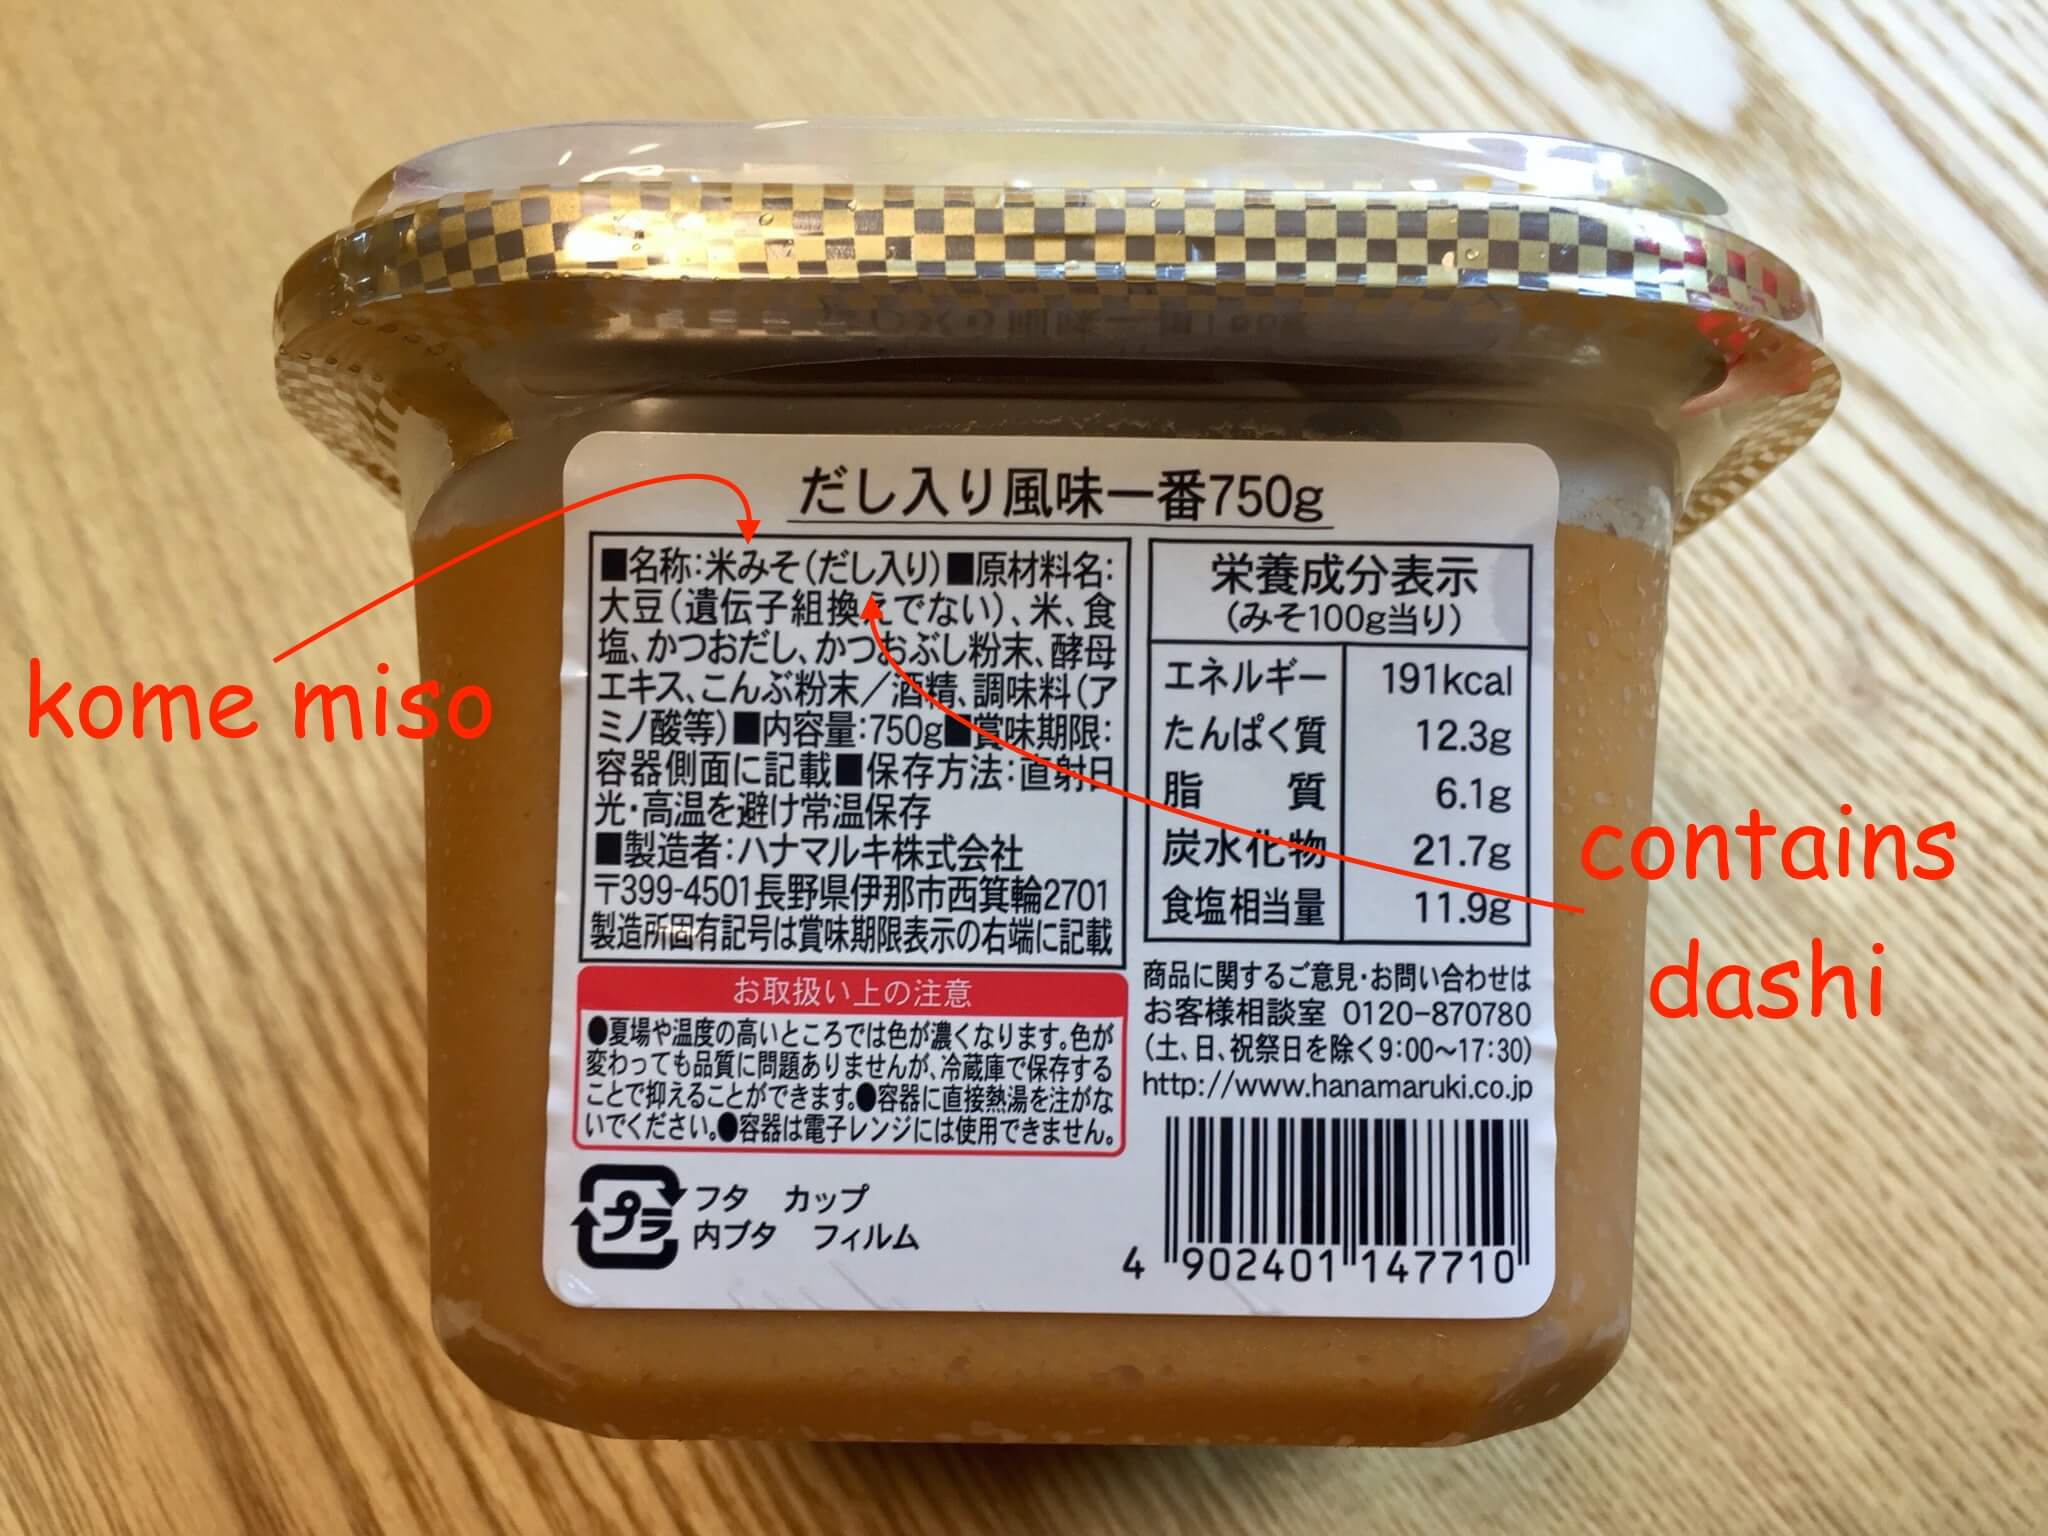 だし入り風味一番750g
■名称:米みそ(だし入り)■原材料名:
大豆(遺伝子組換えでない)、米、食
塩、かつおだし、かつおぶし粉末、酵母
エキス、こんぶ粉末/酒精、調味料(ア
ミノ酸等)■内容量:750g■賞味期限:
容器側面に記載■保存方法:直射日
光・高温を避け常温保存
■製造者:ハナマルキ株式会社
〒399-4501長野県伊那市西箕輪2701
製造所固有記号は賞味期限表示の右端に記載
栄養成分表示
(みそ100g当り)
エネルギー 191kcal
たんぱく質 12.3g
脂 質 6.1g
炭水化物 21.7g
食塩相当量 11.9g
kome miso
contains
dashi
お取扱い上の注意
●夏場や温度の高いところでは色が濃くなります。色が
変わっても品質に問題ありませんが、冷蔵庫で保存する
ことで抑えることができます。●容器に直接熱湯を注がな
いでください。●容器は電子レンジには使用できません。
商品に関するご意見・お問い合わせは
お客様相談室 0120-870780
(土、日、祝祭日を除く9:00〜17:30)
http://www.hanamaruki.co.jp
プラ
フタ カップ
内ブタ フィルム
4 902401 147710